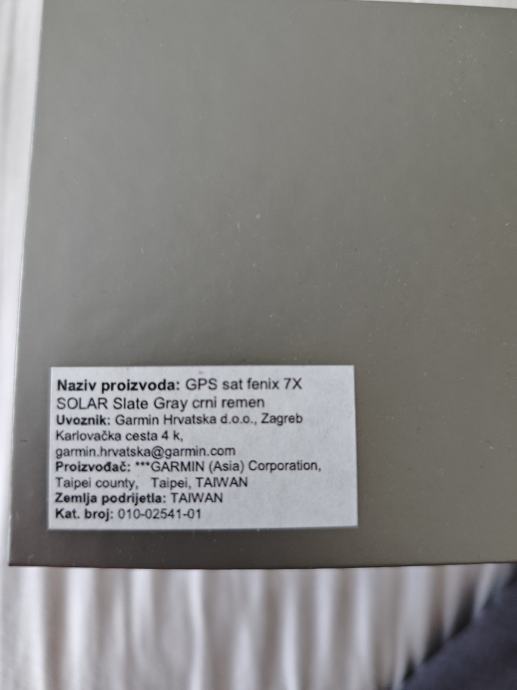 Naziv proizvoda: GPS sat fenix 7X
SOLAR Slate Gray crni remen
Uvoznik: Garmin Hrvatska d.o.o., Zagreb
Karlovačka cesta 4 k,
garmin.hrvatska@garmin.com
Proizvođač: ***GARMIN (Asia) Corporation,
Taipei county, Taipei, TAIWAN
Zemlja podrijetla: TAIWAN
Kat. broj: 010-02541-01